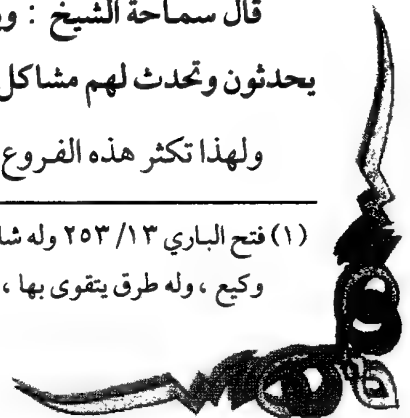 قال سماحة الشيخ :
يحدثون وتحدث لهم مشاكل
ولهذا تكثر هذه الفروع
(١) فتح الباري ١٣/ ٢٥٣ وله
وكيع ، وله طرق يتقوى بها ،